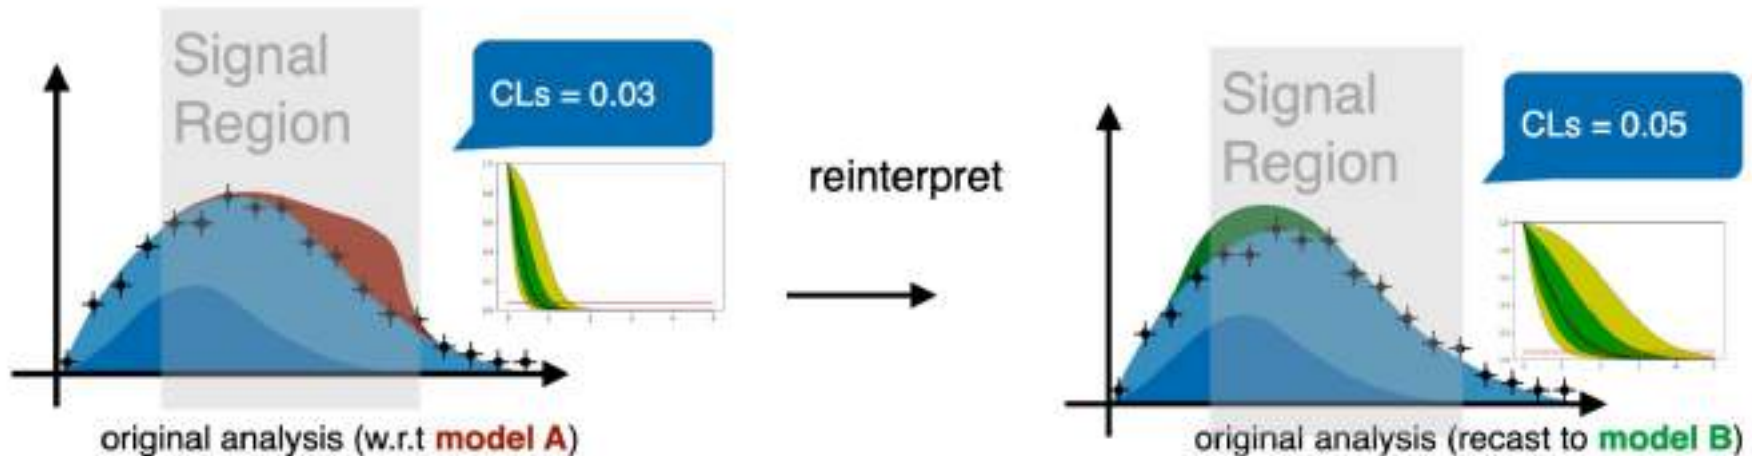 Signal
Region
CLs = 0.03
original analysis (w.r.t model A)
reinterpret
Signal
Region
CLs = 0.05
original analysis (recast to model B)